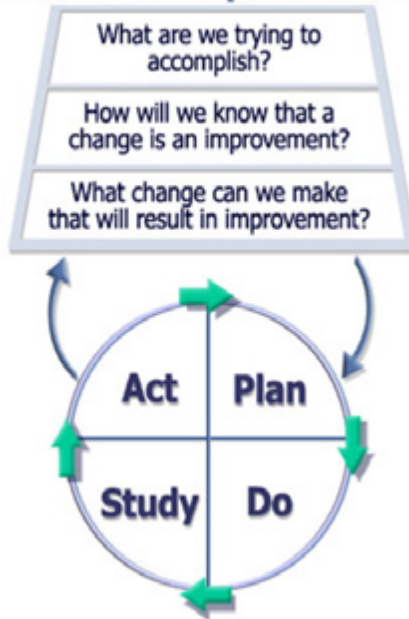 What are we trying to
accomplish?
How will we know that a
change is an improvement?
What change can we make
that will result in improvement?
Act
Plan
Study
Do